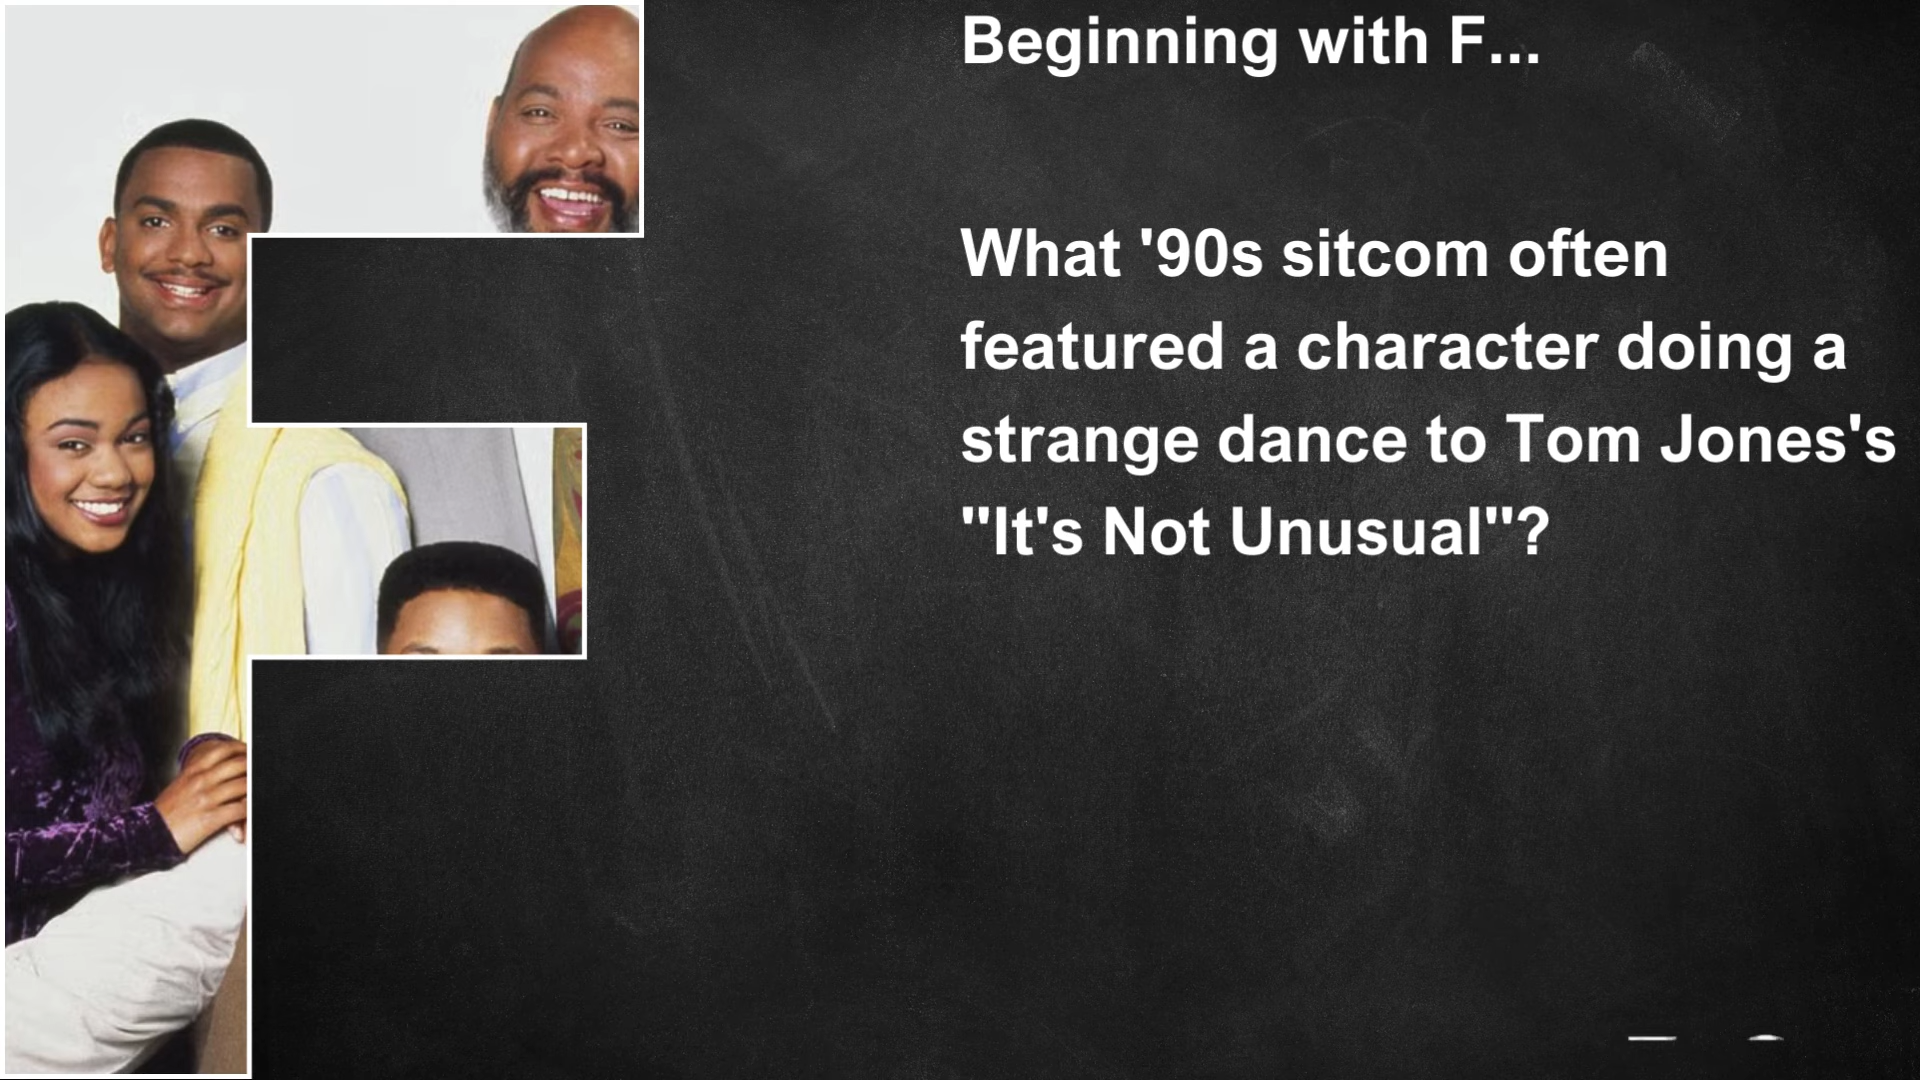 Beginning with F...
What '90s sitcom often
featured a character doing a
strange dance to Tom Jones's
"It's Not Unusual"?